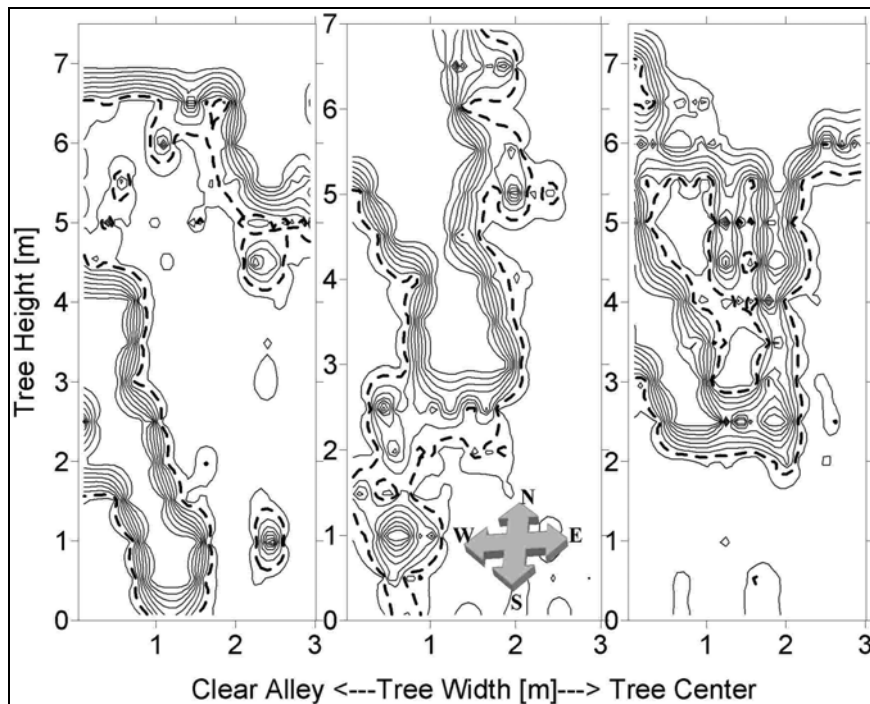 Tree Height [m]
7 7 7
6 6 6
5 5 5
4 4 4
3 3 3
2 2 2
1 1 1
0 0 0
N
W E
S
1 2 3 1 2 3 1 2 3
Clear Alley <---Tree Width [m]---> Tree Center